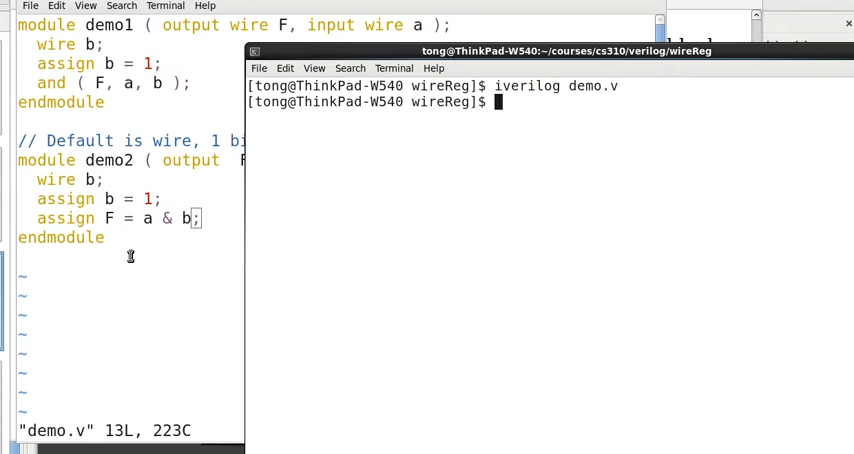 File Edit View Search Terminal Help
module demo1 ( output wire F, input wire a );
wire b;
assign b = 1;
and ( F, a, b );
endmodule
// Default is wire, 1
module demo2 ( output
wire b;
assign b = 1;
assign F = a & b;
endmodule
~
~
~
~
~
~
~
~
"demo.v" 13L, 223C
tong@ThinkPad-W540:~/courses/cs310/verilog/wireReg
File Edit View Search Terminal Help
[tong@ThinkPad-W540 wireReg]$ iverilog demo.v
[tong@ThinkPad-W540 wireReg]$